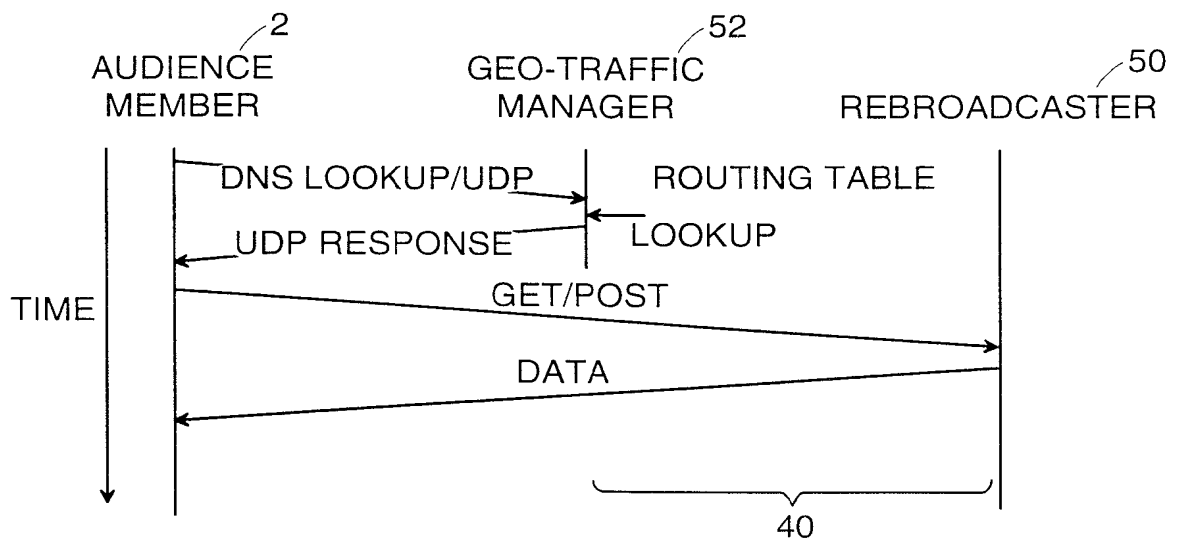 2
AUDIENCE
MEMBER
52
GEO-TRAFFIC
MANAGER
50
REBROADCASTER
DNS LOOKUP/UDP
ROUTING TABLE
LOOKUP
UDP RESPONSE
GET/POST
TIME
DATA
40